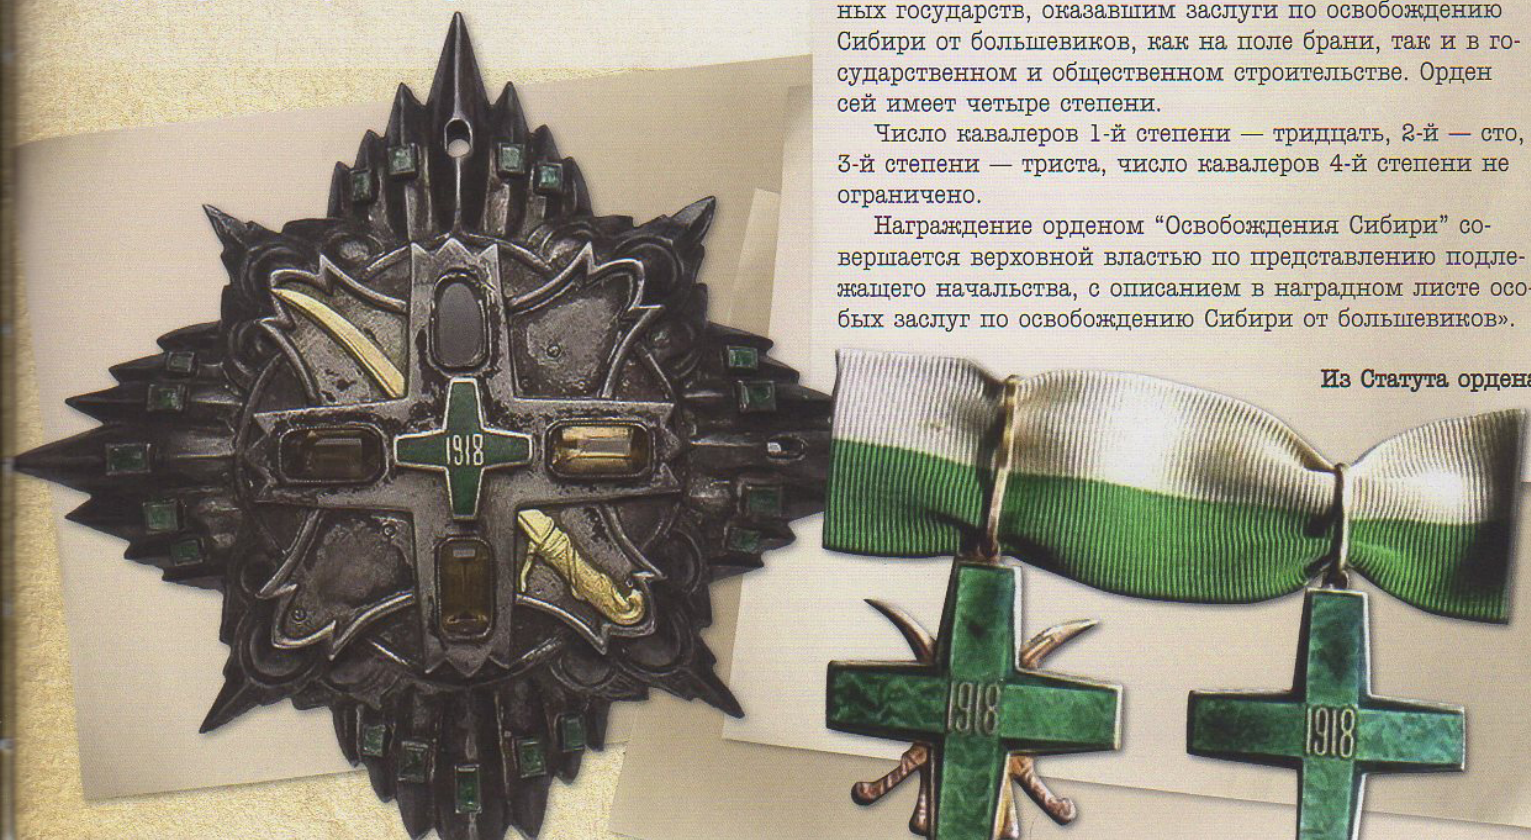 ных государств, оказавшим заслуги по освобождению
Сибири от большевиков, как на поле брани, так и в го-
сударственном и общественном строительстве. Орден
сей имеет четыре степени.
Число кавалеров 1-й степени — тридцать, 2-й — сто,
3-й степени — триста, число кавалеров 4-й степени не
ограничено.
Награждение орденом “Освобождения Сибири” со-
вершается верховной властью по представлению подле-
жащего начальства, с описанием в наградном листе осо-
бых заслуг по освобождению Сибири от большевиков».
Из Статута ордена
1918
1918
1918